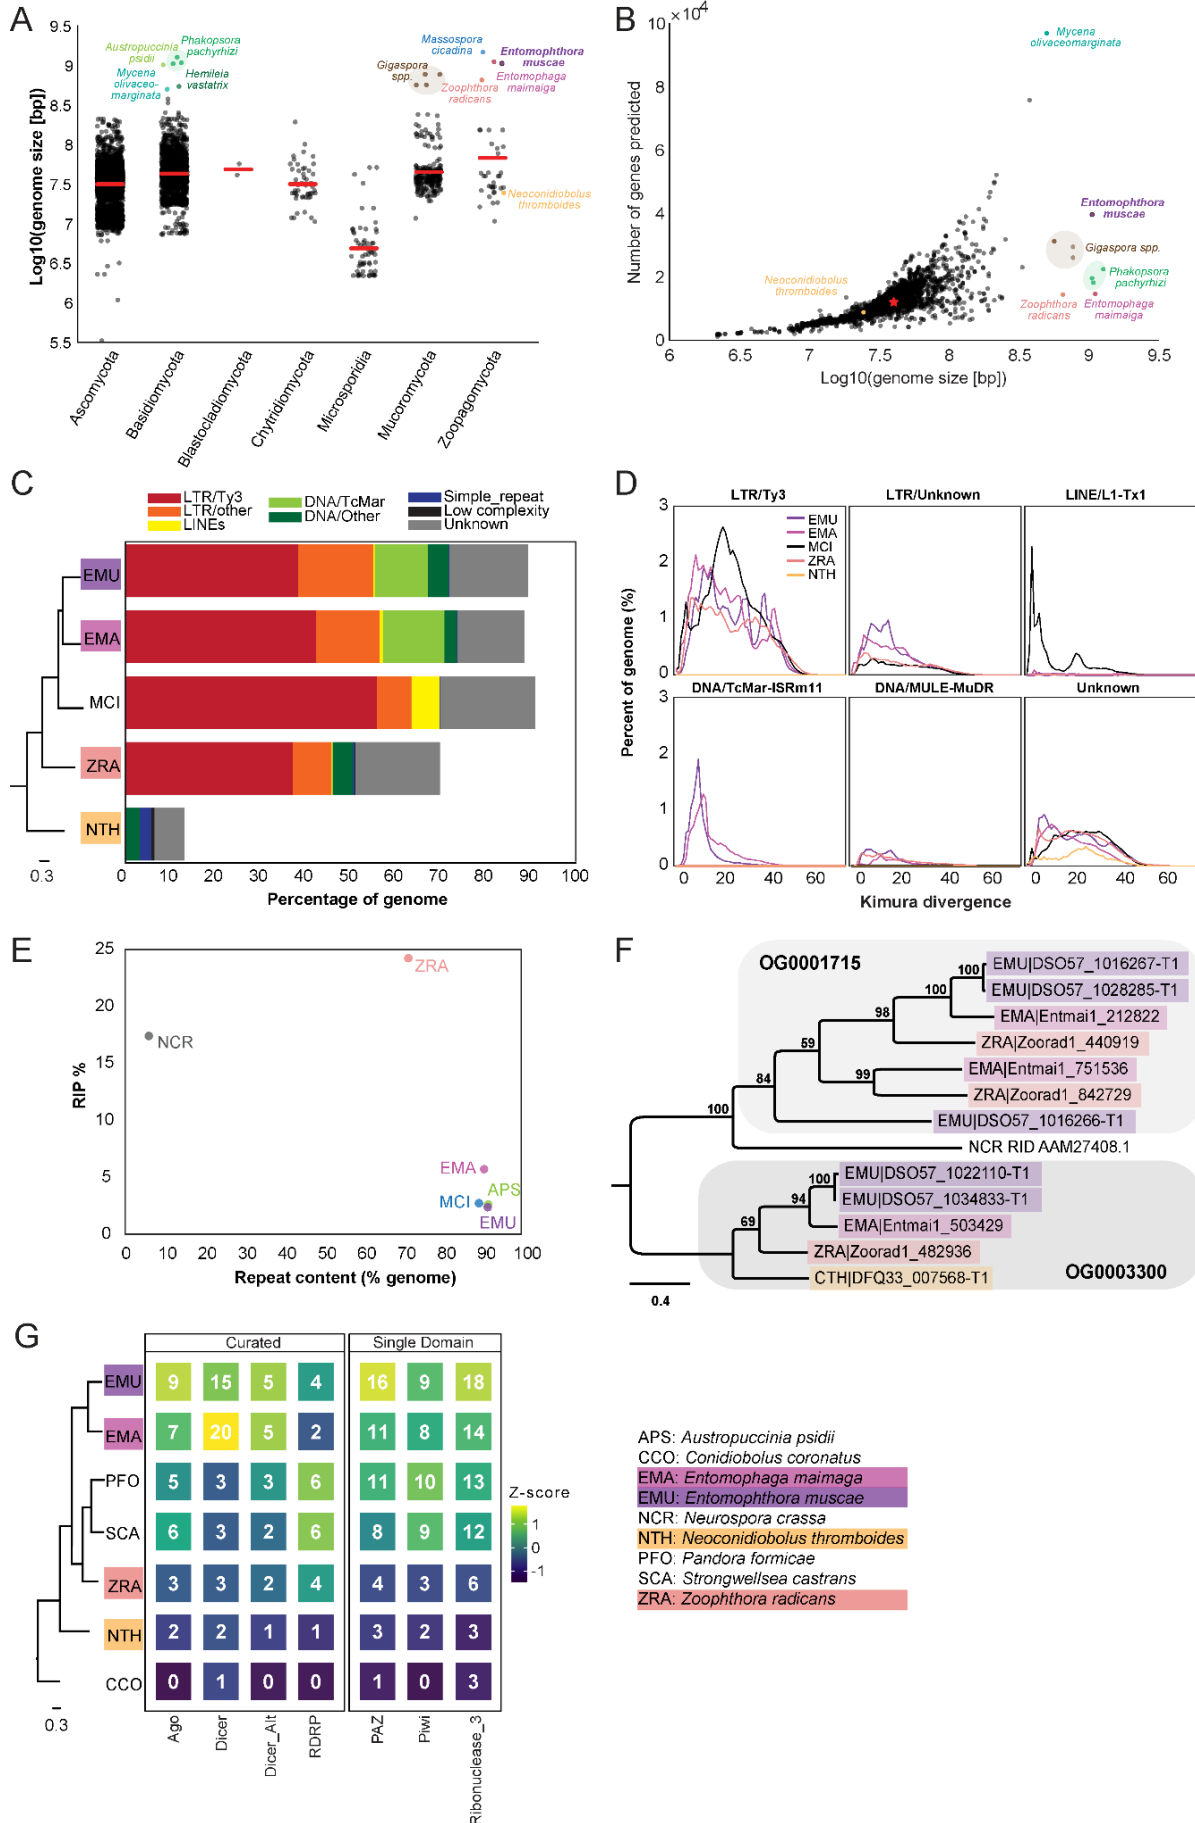 A
9.5
9
8.5
8
7.5
7
6.5
6
5.5
Log10(genome size [bp])
Austropuccinia
psidii
Phakopsora
pachyrhizi
Mycena
olivaceo-
marginata
Hemileia
vastatrix
Massospora
cicadina
Entomophthora
muscae
Gigaspora
spp.
Zoophthora
radicans
Entomophaga
maimaiga
Neoconidiobolus
thromboides
Ascomycota
Basidiomycota
Blastocladiomycota
Chytridiomycota
Microsporidia
Mucoromycota
Zoopagomycota
B
10 ×10⁴
8
6
4
2
0
Number of genes predicted
Mycena
olivaceomarginata
Entomophthora
muscae
Gigaspora spp.
Neoconidiobolus
thromboides
Phakopsora
pachyrhizi
Zoophthora
radicans
Entomophaga
maimaiga
6 6.5 7 7.5 8 8.5 9 9.5
Log10(genome size [bp])
C
LTR/Ty3
LTR/other
LINEs
DNA/TcMar
DNA/Other
Simple_repeat
Low complexity
Unknown
EMU
EMA
MCI
ZRA
NTH
0.3
0 10 20 30 40 50 60 70 80 90 100
Percentage of genome
D
LTR/Ty3 LTR/Unknown LINE/L1-Tx1
EMU
EMA
MCI
ZRA
NTH
3
2
1
0
DNA/TcMar-ISRm11 DNA/MULE-MuDR Unknown
3
2
1
0
Percent of genome (%)
0 20 40 60 0 20 40 60 0 20 40 60
Kimura divergence
E
25
20
15
10
5
0
RIP %
ZRA
NCR
EMA
APS
MCI
EMU
0 10 20 30 40 50 60 70 80 90 100
Repeat content (% genome)
F
OG0001715
EMU|DSO57_1016267-T1
EMU|DSO57_1028285-T1
EMA|Entmai1_212822
ZRA|Zoorad1_440919
EMA|Entmai1_751536
ZRA|Zoorad1_842729
EMU|DSO57_1016266-T1
NCR RID AAM27408.1
EMU|DSO57_1022110-T1
EMU|DSO57_1034833-T1
EMA|Entmai1_503429
ZRA|Zoorad1_482936
CTH|DFQ33_007568-T1
OG0003300
100
100
98
59
99
84
100
100
94
69
0.4
G
Curated Single Domain
EMU 9 15 5 4 16 9 18
EMA 7 20 5 2 11 8 14
PFO 5 3 3 6 11 10 13
SCA 6 3 2 6 8 9 12
ZRA 3 3 2 4 4 3 6
NTH 2 2 1 1 3 2 3
CCO 0 1 0 0 1 0 3
0.3
Ago
Dicer
Dicer_Alt
RDRP
PAZ
Piwi
Ribonuclease_3
Z-score
1
0
-1
APS: Austropuccinia psidii
CCO: Conidiobolus coronatus
EMA: Entomophaga maimaga
EMU: Entomophthora muscae
NCR: Neurospora crassa
NTH: Neoconidiobolus thromboides
PFO: Pandora formicae
SCA: Strongwellsea castrans
ZRA: Zoophthora radicans